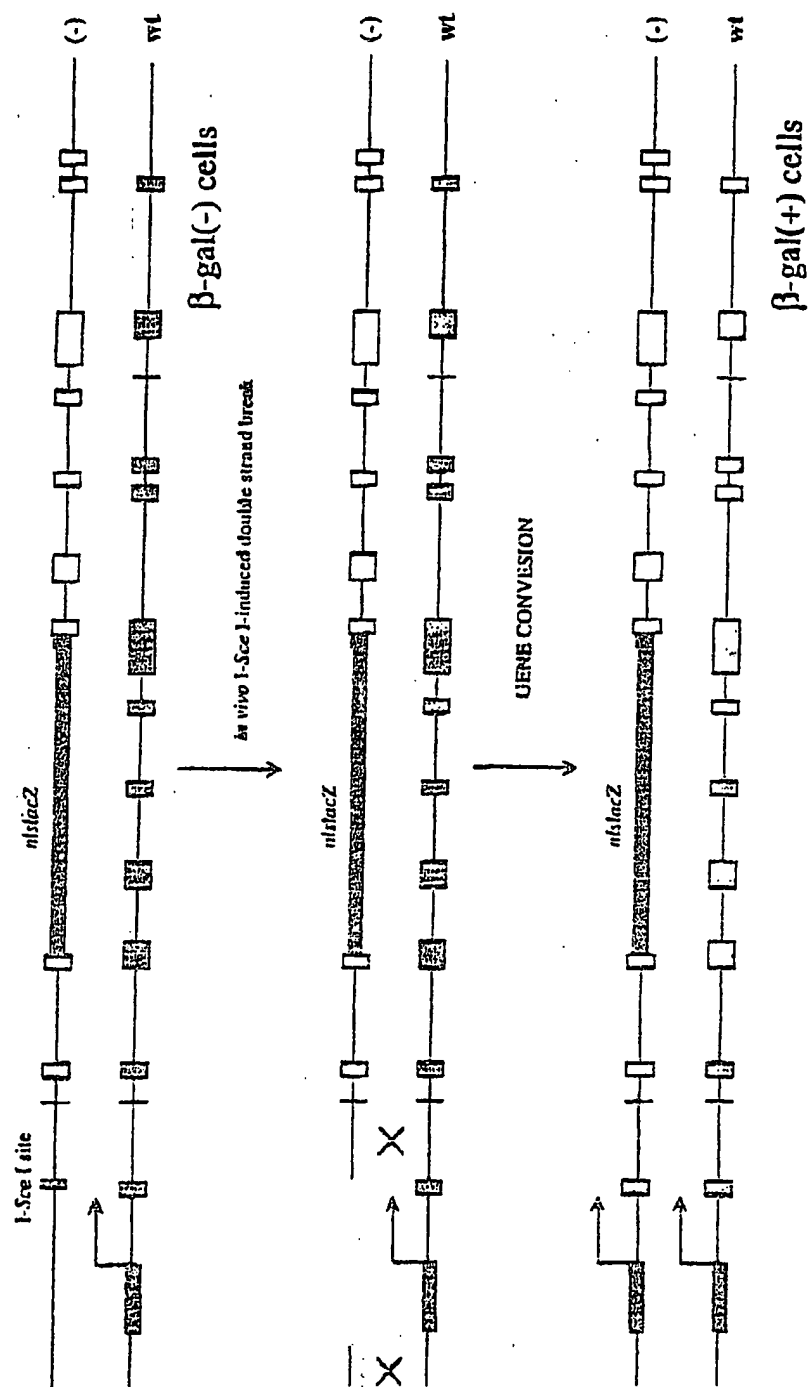 I-Sce I site
nlslacZ
(-)
wt
β-gal(-) cells
In vivo I-Sce I-induced double strand break
nlslacZ
(-)
wt
GENE CONVESION
nlslacZ
(-)
wt
β-gal(+) cells